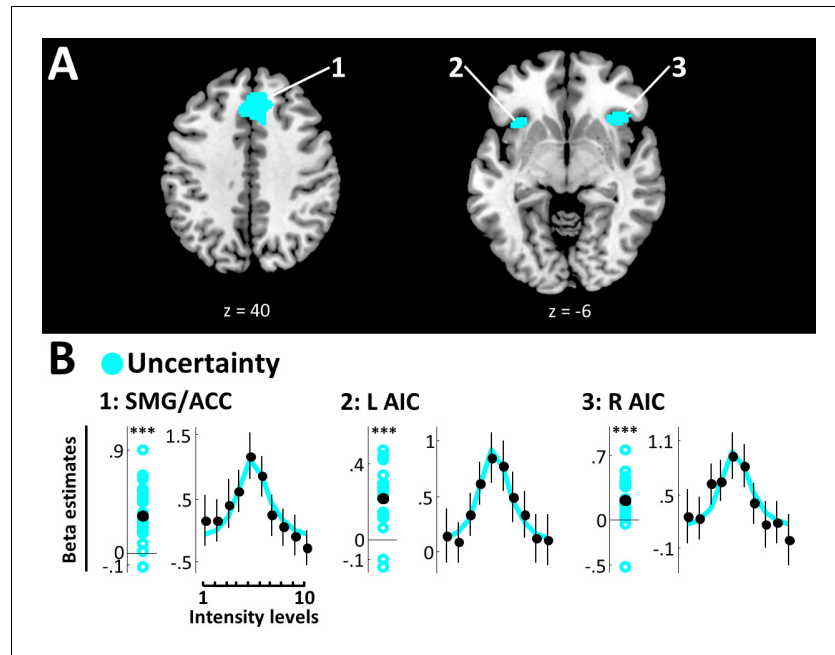 A
1
2
3
z = 40
z = -6
B
Uncertainty
1: SMG/ACC
2: L AIC
3: R AIC
Beta estimates
***
.9
0
-.1
1.5
.5
-.5
1
10
Intensity levels
***
.4
0
-.1
1
.5
0
***
0.7
0
-0.5
1.1
.5
-.1